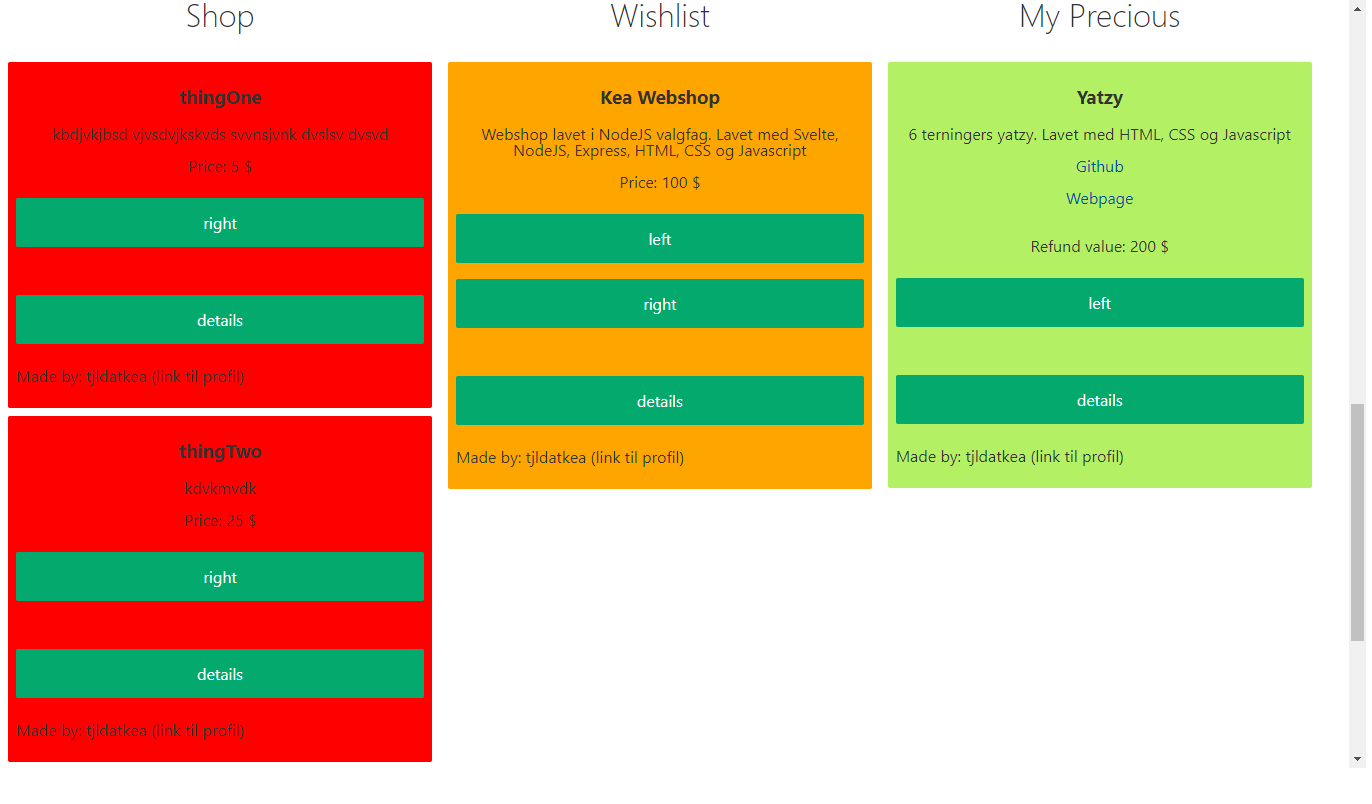 Shop
thingOne
kbdjvkjbsd vjvsdvjkskvds svvnsjvnk dvslsv dvsvd
Price: 5 $
right
details
Made by: tjldatkea (link til profil)
thingTwo
kdvkmvdk
Price: 25 $
right
details
Made by: tjldatkea (link til profil)
Wishlist
Kea Webshop
Webshop lavet i NodeJS valgfag. Lavet med Svelte,
NodeJS, Express, HTML, CSS og Javascript
Price: 100 $
left
right
details
Made by: tjldatkea (link til profil)
My Precious
Yatzy
6 terningers yatzy. Lavet med HTML, CSS og Javascript
Github
Webpage
Refund value: 200 $
left
details
Made by: tjldatkea (link til profil)